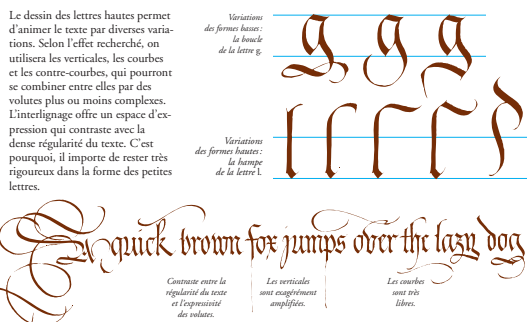 Le dessin des lettres hautes permet
d'animer le texte par diverses varia-
tions. Selon l'effet recherché, on
utilisera les verticales, les courbes
et les contre-courbes, qui pourront
se combiner entre elles par des
volutes plus ou moins complexes.
L'interlignage offre un espace d'ex-
pression qui contraste avec la
dense régularité du texte. C'est
pourquoi, il importe de rester très
rigoureux dans la forme des petites
lettres.
Variations
des formes basses :
la boucle
de la lettre g.
g g g
Variations
des formes hautes :
la hampe
de la lettre l.
l l l l l
A quick brown fox jumps over the lazy dog
Contraste entre la
régularité du texte
et l'expressivité
des volutes.
Les verticales
sont exagérément
amplifiées.
Les courbes
sont très
libres.